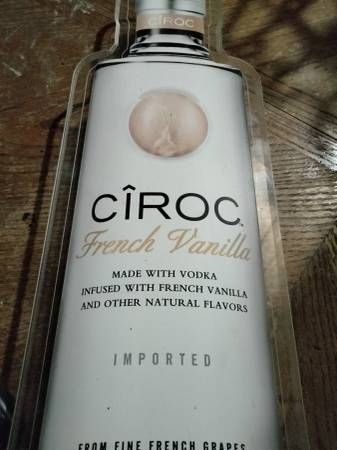 CÎROC
CÎROC
French Vanilla
MADE WITH VODKA
INFUSED WITH FRENCH VANILLA
AND OTHER NATURAL FLAVORS
IMPORTED
FROM FINE FRENCH GRAPES